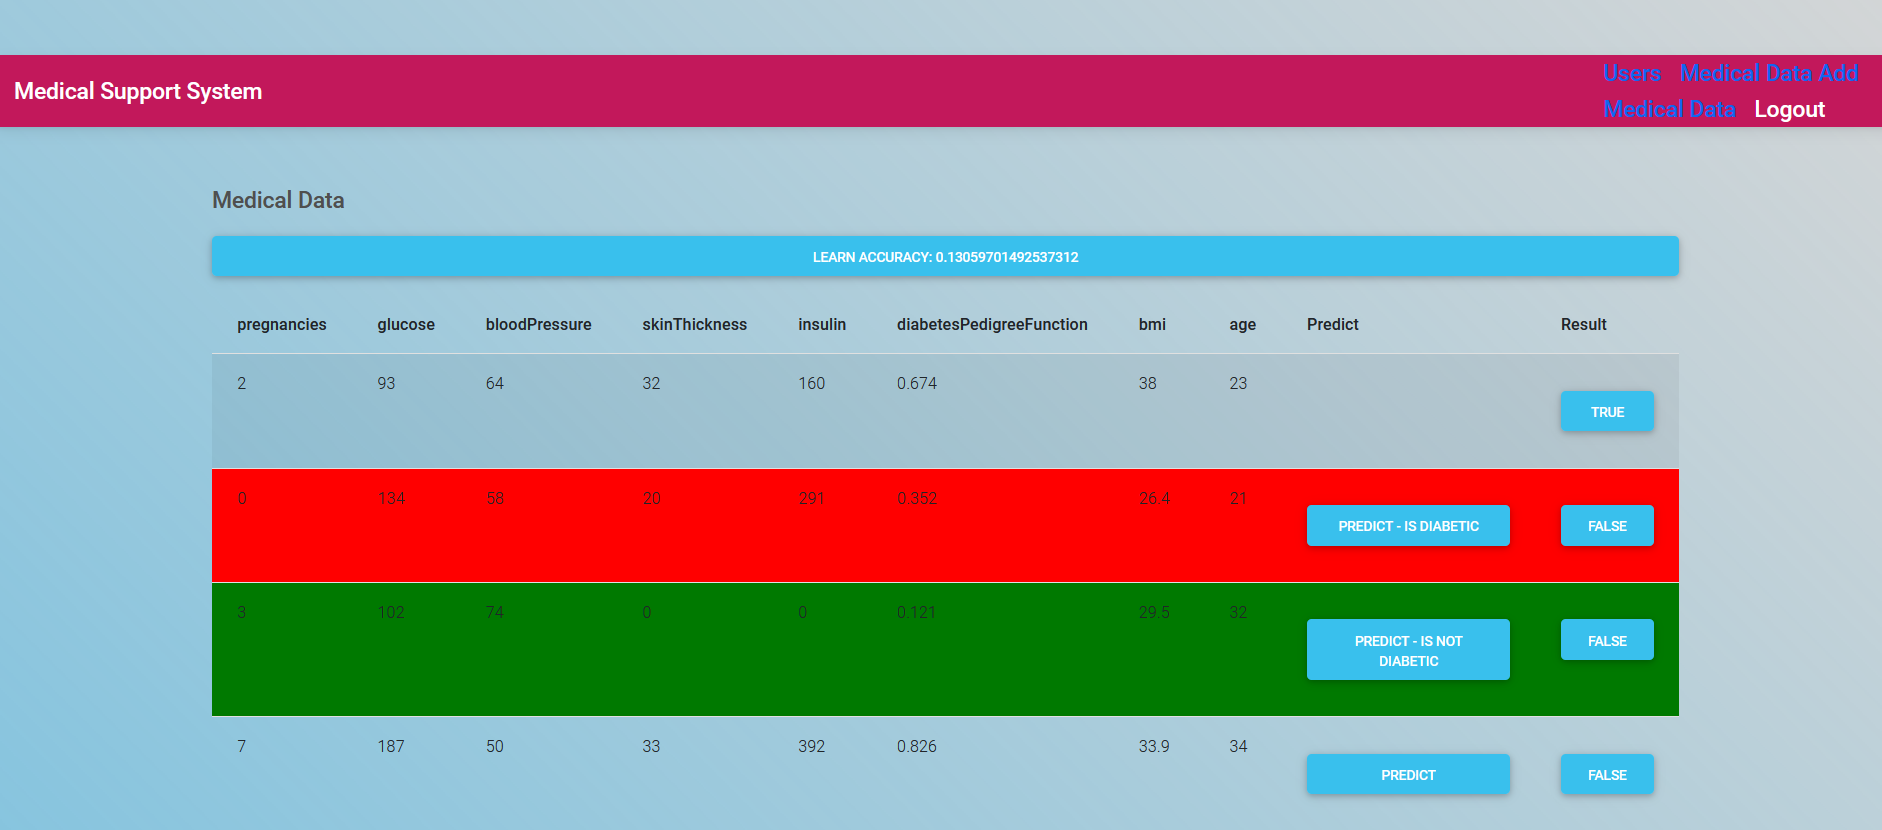 Medical Support System
Users Medical Data Add
Medical Data Logout
Medical Data
LEARN ACCURACY: 0.13059701492537312
pregnancies glucose bloodPressure skinThickness insulin diabetesPedigreeFunction bmi age Predict Result
2 93 64 32 160 0.674 38 23
TRUE
0 134 58 20 291 0.352 26.4 21
PREDICT - IS DIABETIC FALSE
3 102 74 0 0 0.121 29.5 32
PREDICT - IS NOT FALSE
DIABETIC
7 187 50 33 392 0.826 33.9 34
PREDICT FALSE